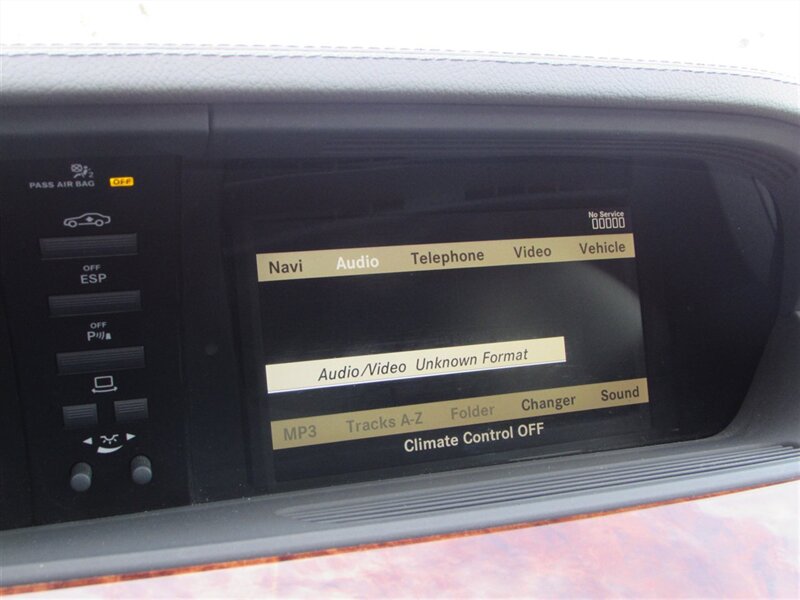 PASS AIR BAG OFF
OFF
ESP
OFF
P
No Service
Navi Audio Telephone Video Vehicle
Audio/Video Unknown Format
MP3 Tracks A-Z Folder Changer Sound
Climate Control OFF